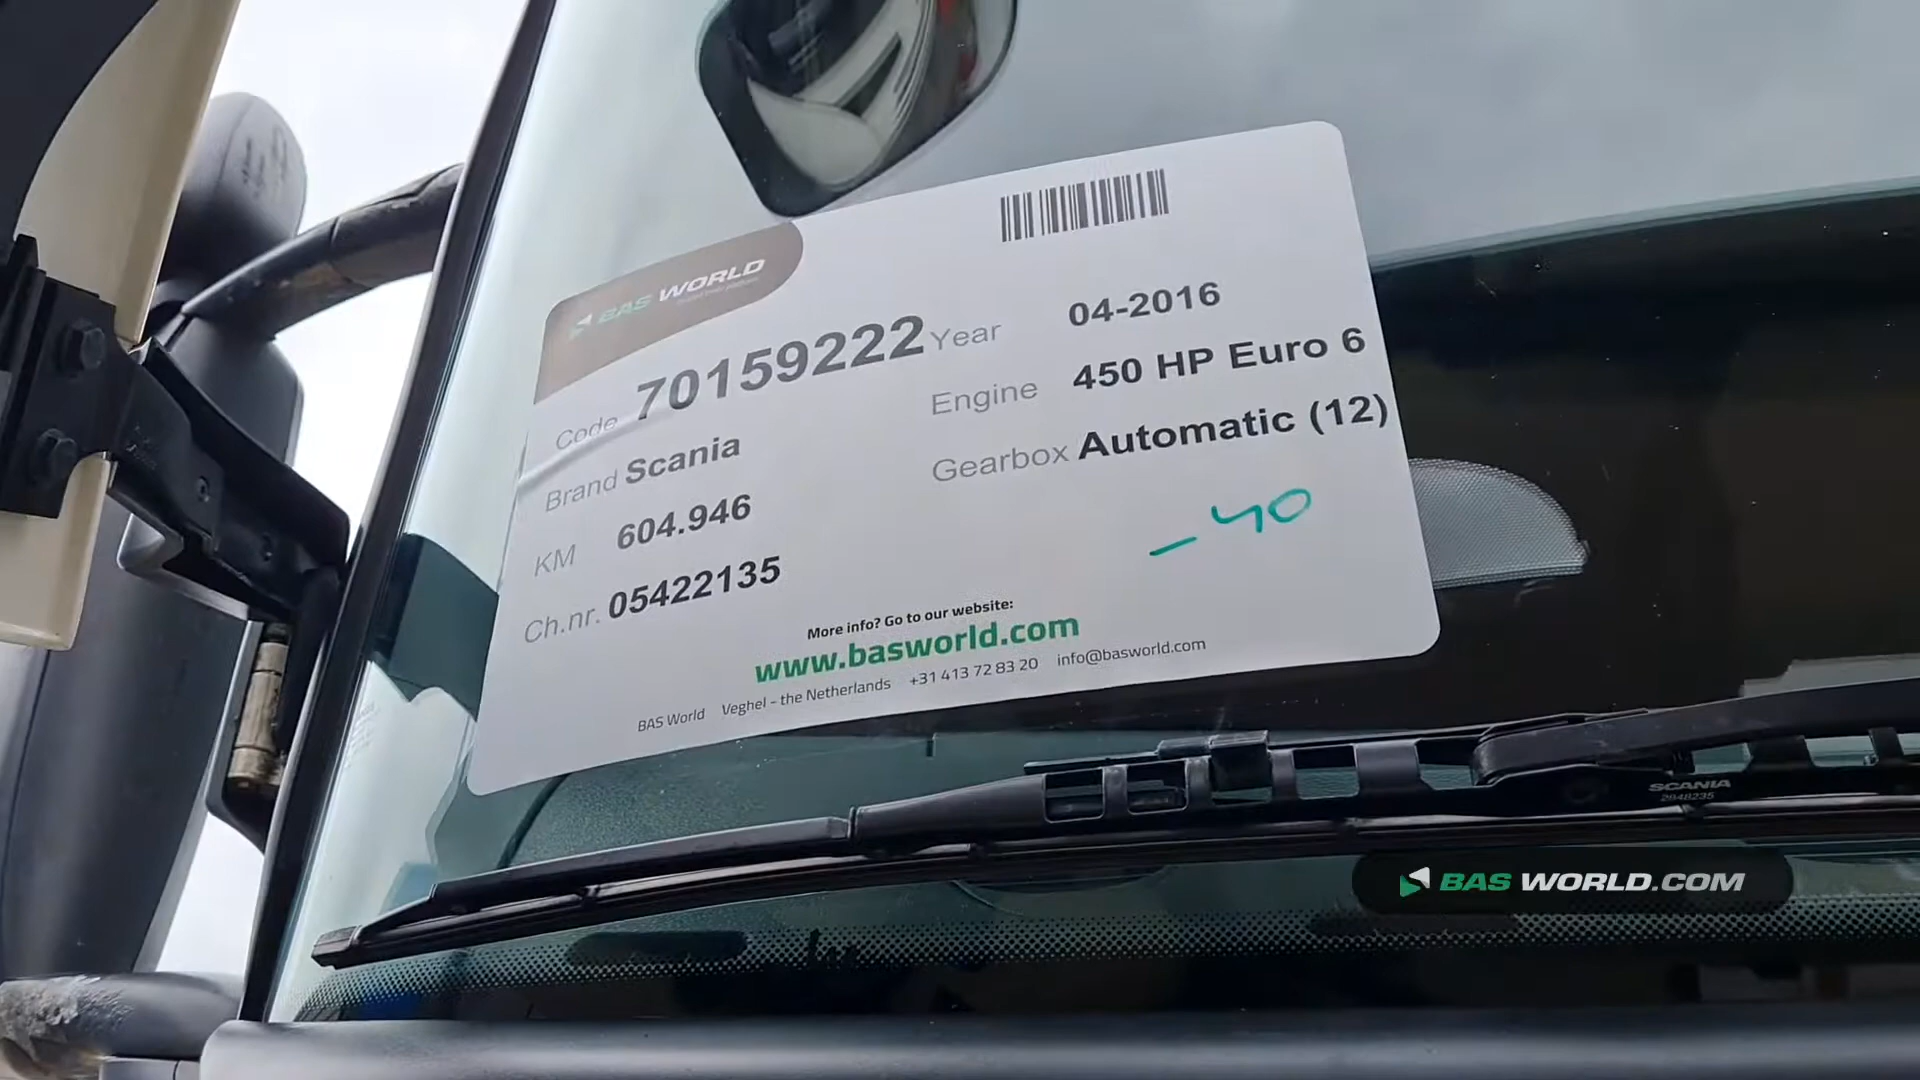 BAS WORLD
Code 70159222
Brand Scania
KM 604.946
Ch.nr. 05422135
Year 04-2016
Engine 450 HP Euro 6
Gearbox Automatic (12)
- 40
More info? Go to our website:
www.basworld.com
BAS World Veghel - the Netherlands +31 413 72 83 20 info@basworld.com
SCANIA
BAS WORLD.COM